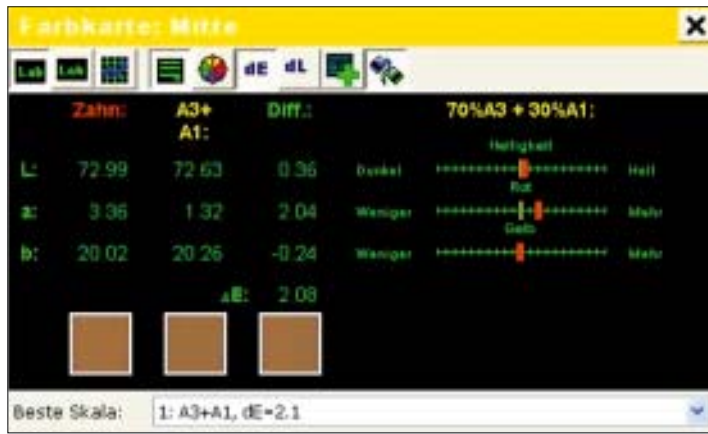 Farbkarte: Mitte
Lab Lab dE dL
Zahn: A3+ A1: Diff.: 70%A3 + 30%A1:
Helligkeit
L: 72.99 72.63 0.36 Dunkel Hell
Rot
a: 3.36 1.32 2.04 Weniger Mehr
Gelb
b: 20.02 20.26 -0.24 Weniger Mehr
ΔE: 2.08
Beste Skala: 1: A3+A1, dE=2.1